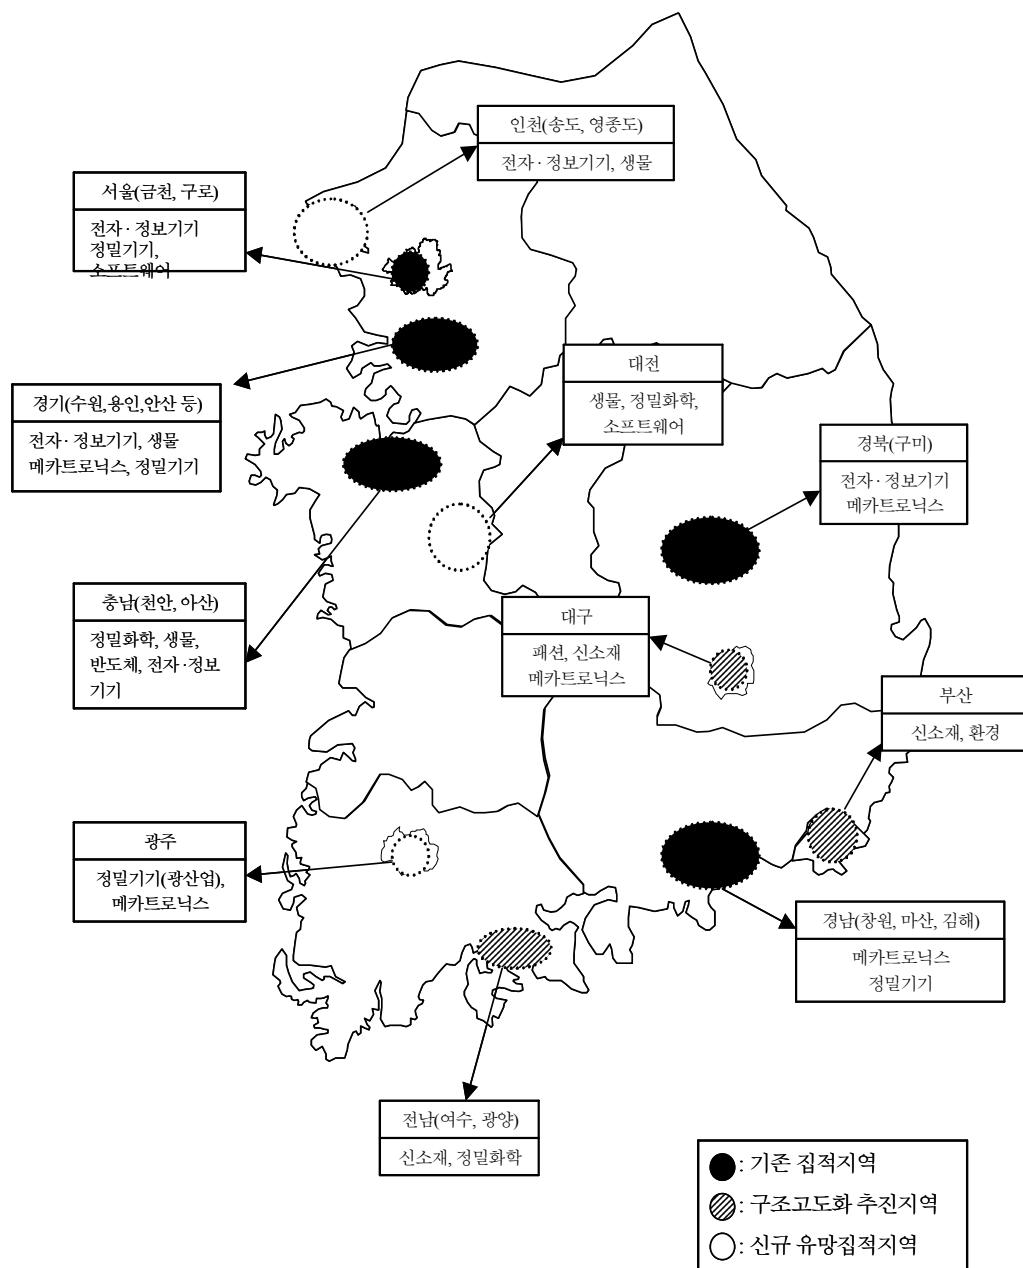 인천(송도, 영종도)
전자·정보기기, 생물
서울(금천, 구로)
전자·정보기기
정밀기기,
소프트웨어
대전
생물, 정밀화학,
소프트웨어
경기(수원,용인,안산 등)
전자·정보기기, 생물
메카트로닉스, 정밀기기
경북(구미)
전자·정보기기
메카트로닉스
충남(천안, 아산)
정밀화학, 생물,
반도체, 전자·정보
기기
대구
패션, 신소재
메카트로닉스
부산
신소재, 환경
광주
정밀기기(광산업),
메카트로닉스
경남(창원, 마산, 김해)
메카트로닉스
정밀기기
전남(여수, 광양)
신소재, 정밀화학
: 기존 집적지역
: 구조고도화 추진지역
: 신규 유망집적지역